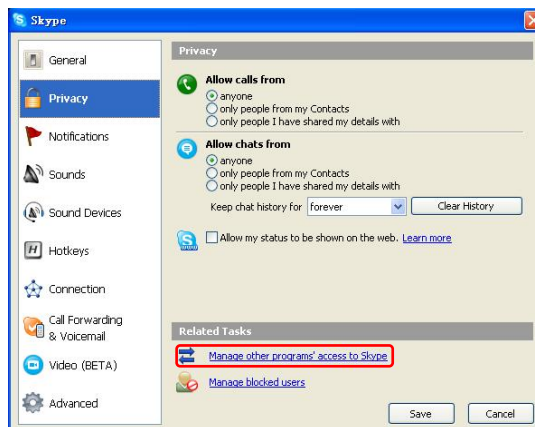 Skype
General
Privacy
Notifications
Sounds
Sound Devices
H Hotkeys
Connection
Call Forwarding
& Voicemail
Video (BETA)
Advanced
Privacy
Allow calls from
anyone
only people from my Contacts
only people I have shared my details with
Allow chats from
anyone
only people from my Contacts
only people I have shared my details with
Keep chat history for forever Clear History
Allow my status to be shown on the web. Learn more
Related Tasks
Manage other programs' access to Skype
Manage blocked users
Save Cancel